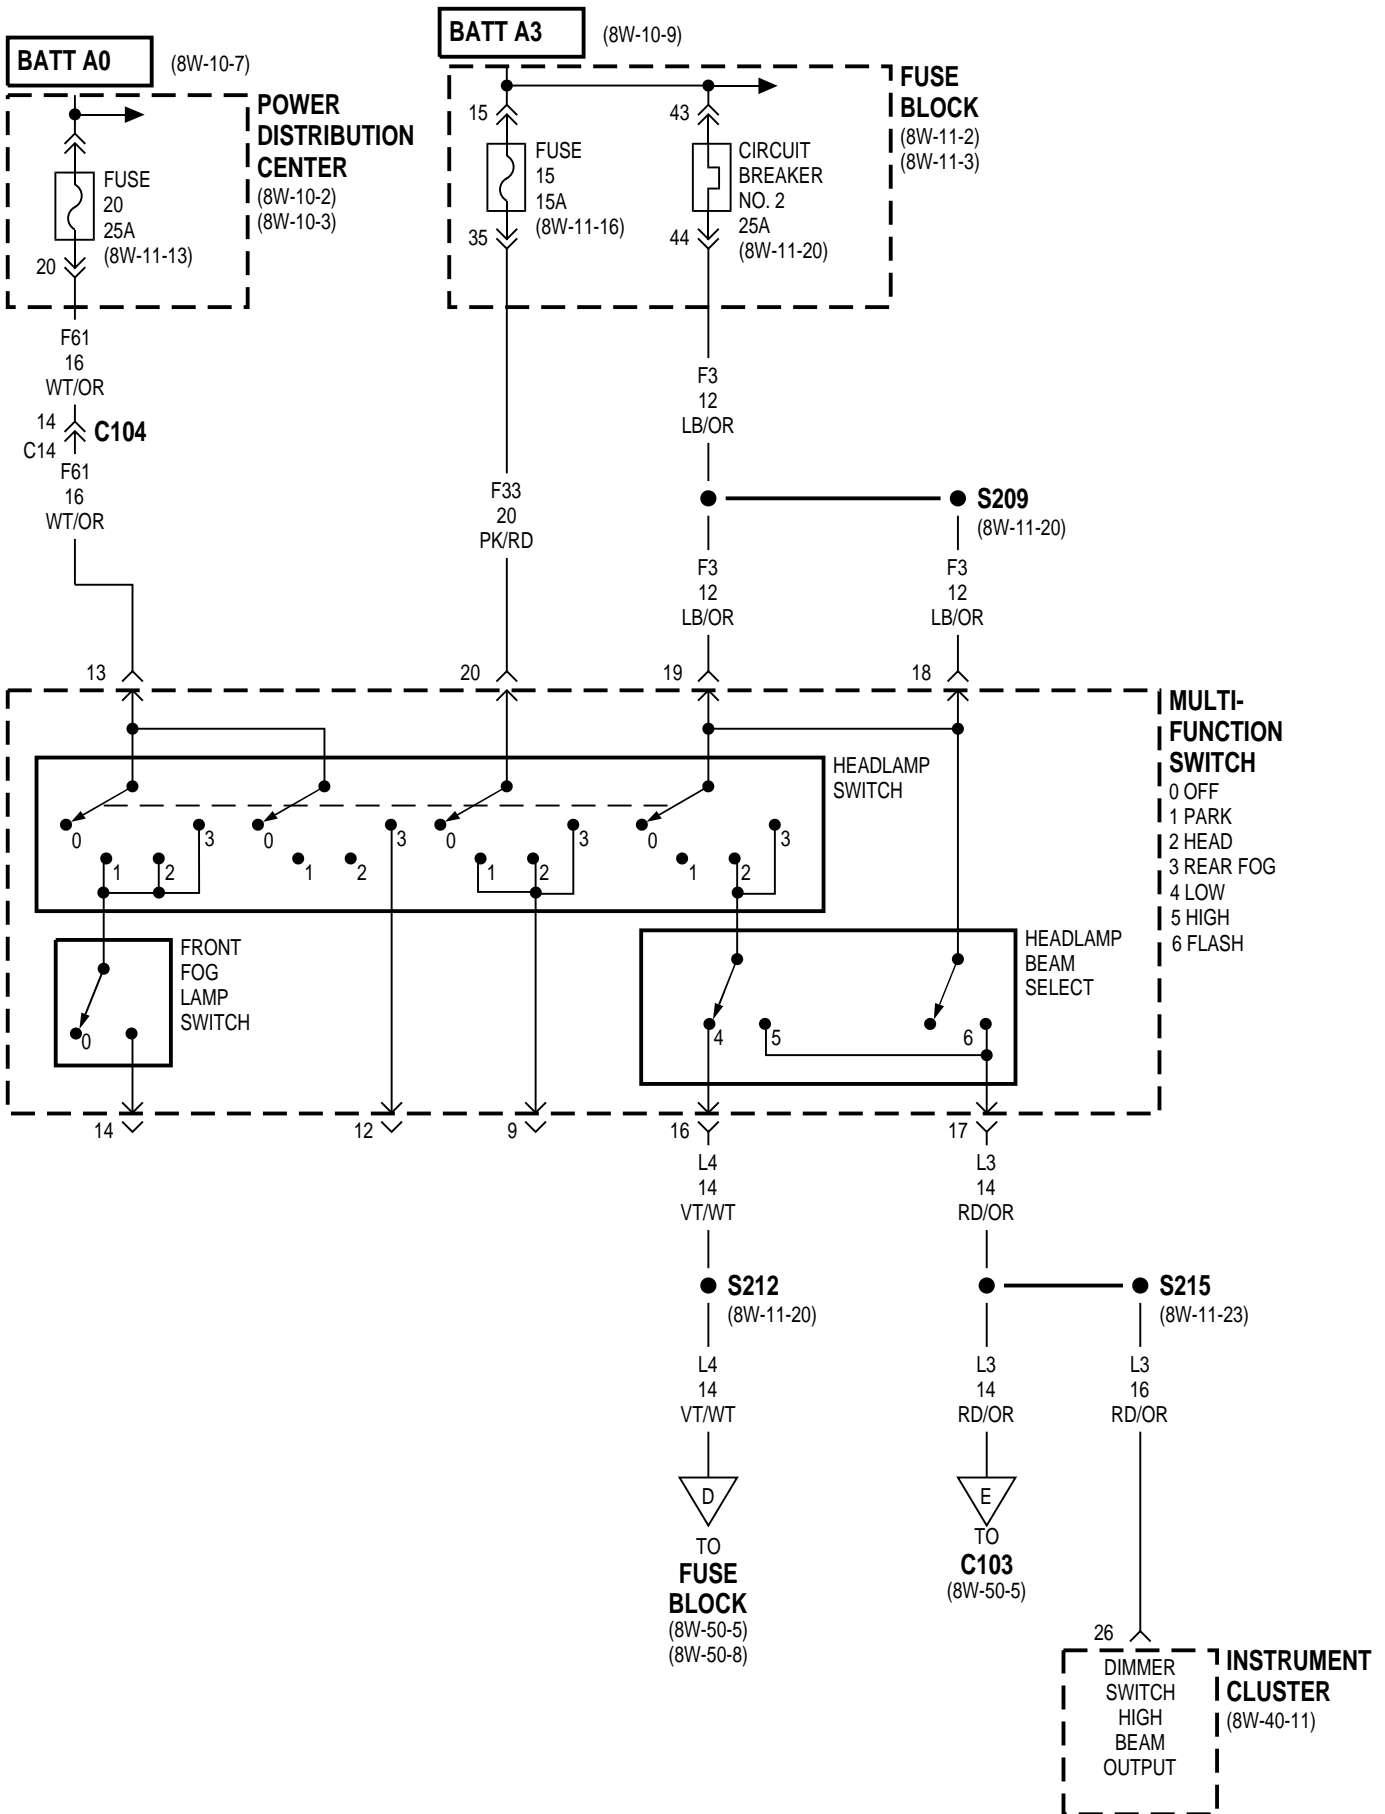 BATT A0
(8W-10-7)
BATT A3
(8W-10-9)
POWER
DISTRIBUTION
CENTER
(8W-10-2)
(8W-10-3)
FUSE
20
25A
(8W-11-13)
20
FUSE
BLOCK
(8W-11-2)
(8W-11-3)
15
FUSE
15
15A
(8W-11-16)
35
43
CIRCUIT
BREAKER
NO. 2
25A
(8W-11-20)
44
F61
16
WT/OR
14
C104
C14
F61
16
WT/OR
F33
20
PK/RD
F3
12
LB/OR
S209
(8W-11-20)
F3
12
LB/OR
F3
12
LB/OR
13
20
19
18
MULTI-
FUNCTION
SWITCH
0 OFF
1 PARK
2 HEAD
3 REAR FOG
4 LOW
5 HIGH
6 FLASH
HEADLAMP
SWITCH
0
1
2
3
0
1
2
3
0
1
2
3
0
1
2
3
FRONT
FOG
LAMP
SWITCH
0
HEADLAMP
BEAM
SELECT
4
5
6
14
12
9
16
17
L4
14
VT/WT
L3
14
RD/OR
S212
(8W-11-20)
S215
(8W-11-23)
L4
14
VT/WT
L3
14
RD/OR
L3
16
RD/OR
D
TO
FUSE
BLOCK
(8W-50-5)
(8W-50-8)
E
TO
C103
(8W-50-5)
26
DIMMER
SWITCH
HIGH
BEAM
OUTPUT
INSTRUMENT
CLUSTER
(8W-40-11)